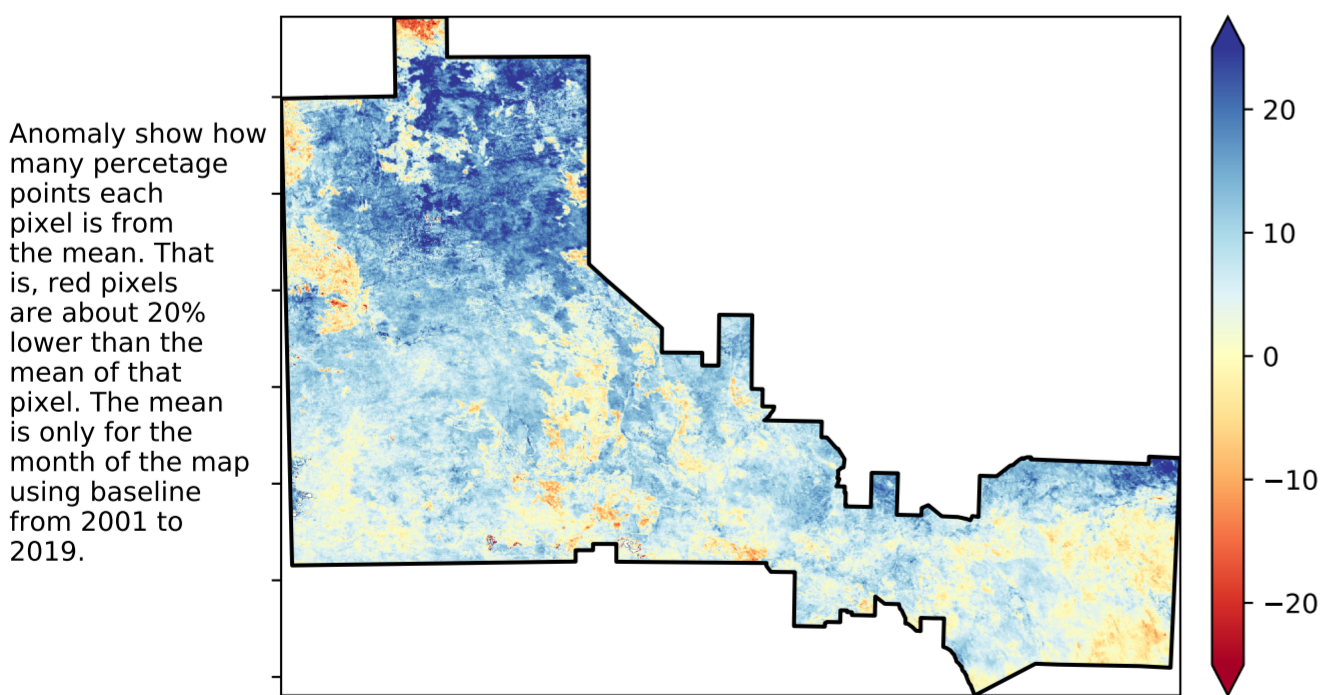 Anomaly show how
many percetage
points each
pixel is from
the mean. That
is, red pixels
are about 20%
lower than the
mean of that
pixel. The mean
is only for the
month of the map
using baseline
from 2001 to
2019.
20
10
0
−10
−20